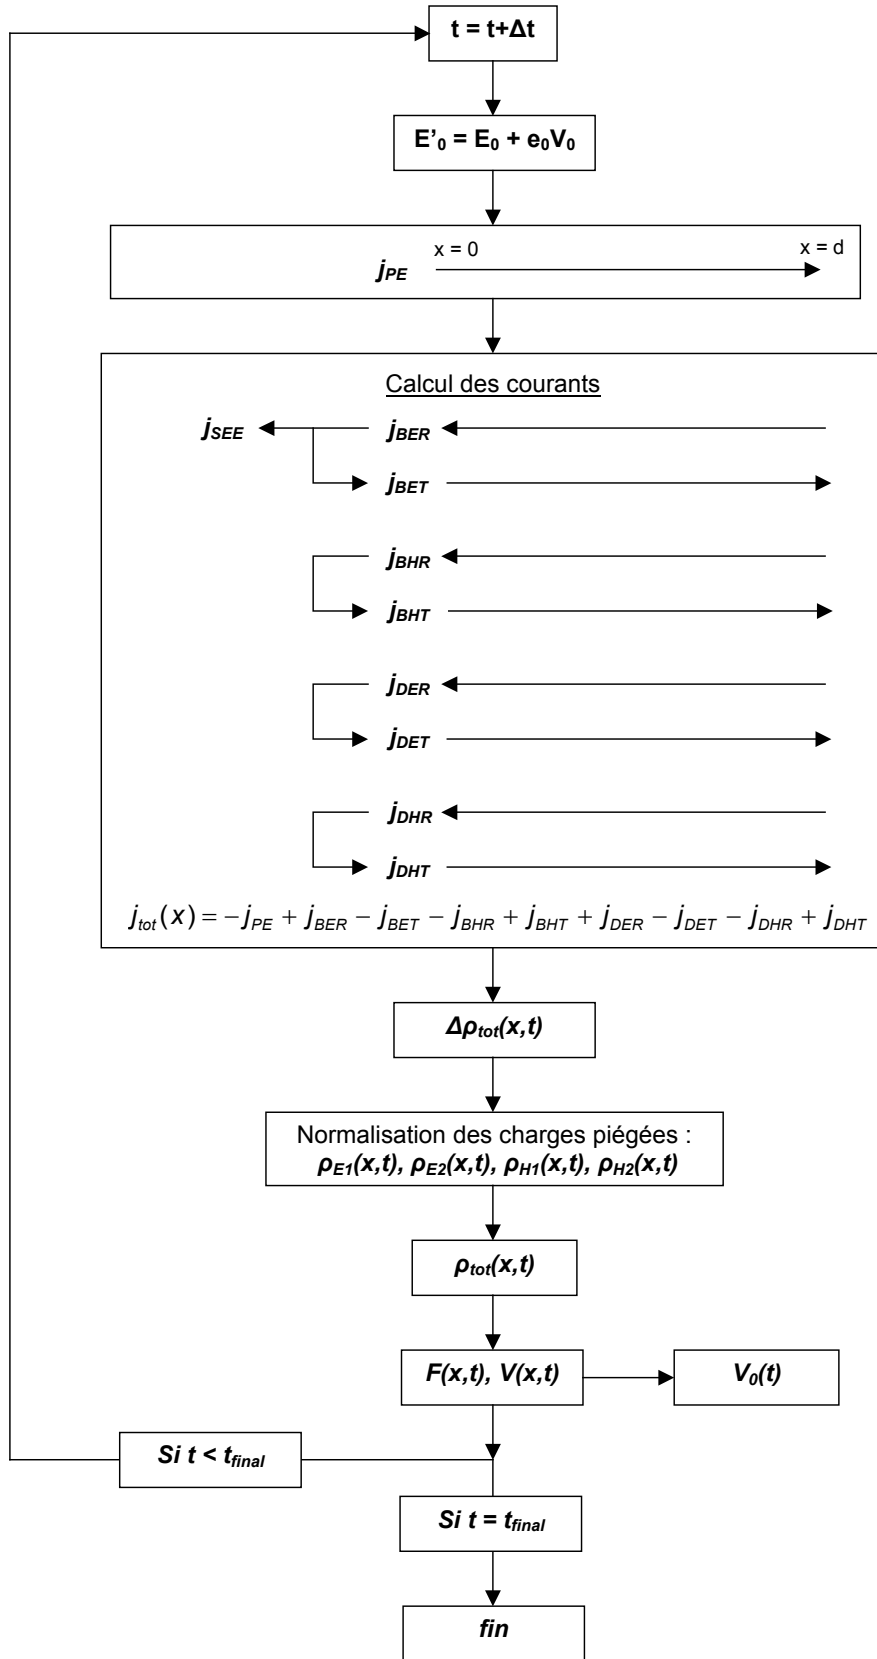 t = t+Δt
E’₀ = E₀ + e₀V₀
x = 0 x = d
j_PE
Calcul des courants
j_SEE j_BER
j_BET
j_BHR
j_BHT
j_DER
j_DET
j_DHR
j_DHT
j_tot(x) = −j_PE + j_BER − j_BET − j_BHR + j_BHT + j_DER − j_DET − j_DHR + j_DHT
Δρ_tot(x,t)
Normalisation des charges piégées :
ρ_E1(x,t), ρ_E2(x,t), ρ_H1(x,t), ρ_H2(x,t)
ρ_tot(x,t)
F(x,t), V(x,t) V₀(t)
Si t < t_final
Si t = t_final
fin